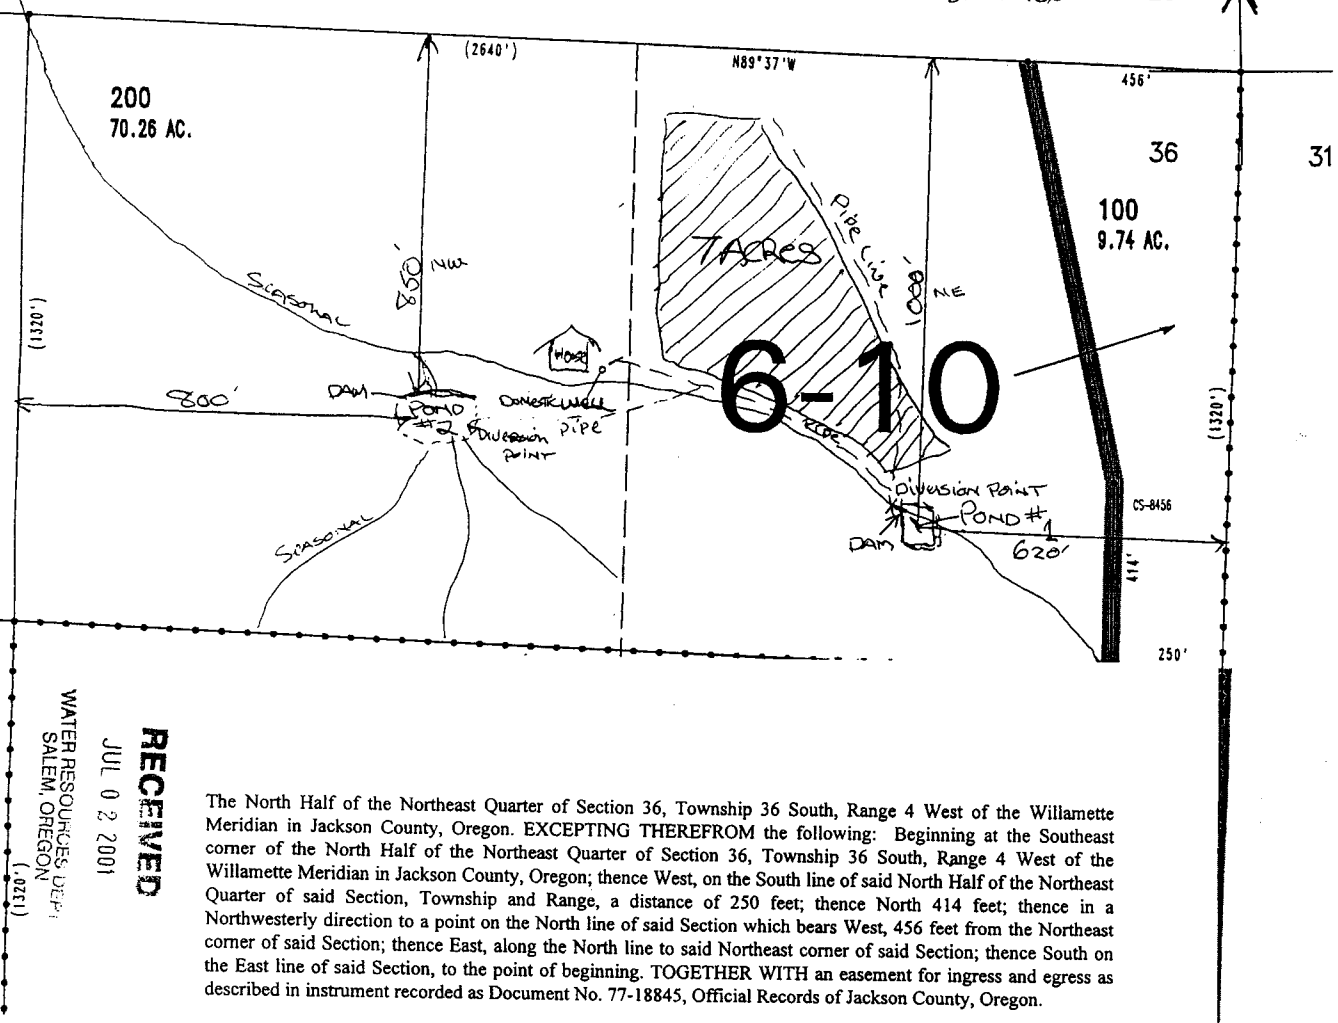 (2640')
N89°37'W
456'
200
70.26 AC.
36
31
100
9.74 AC.
7 ACRES
Pipe Line
850' NW
1000' NE
SEASONAL
(1320')
House
6-10
DAM
800'
POND
#2
DOMESTIC WELL
DIVERSION
POINT
Pipe
(1320')
DIVERSION POINT
POND #
1
CS-8456
DAM
620'
414'
SEASONAL
250'
RECEIVED
JUL 02 2001
WATER RESOURCES DEPT
SALEM, OREGON
(1320')
The North Half of the Northeast Quarter of Section 36, Township 36 South, Range 4 West of the Willamette
Meridian in Jackson County, Oregon. EXCEPTING THEREFROM the following: Beginning at the Southeast
corner of the North Half of the Northeast Quarter of Section 36, Township 36 South, Range 4 West of the
Willamette Meridian in Jackson County, Oregon; thence West, on the South line of said North Half of the Northeast
Quarter of said Section, Township and Range, a distance of 250 feet; thence North 414 feet; thence in a
Northwesterly direction to a point on the North line of said Section which bears West, 456 feet from the Northeast
corner of said Section; thence East, along the North line to said Northeast corner of said Section; thence South on
the East line of said Section, to the point of beginning. TOGETHER WITH an easement for ingress and egress as
described in instrument recorded as Document No. 77-18845, Official Records of Jackson County, Oregon.